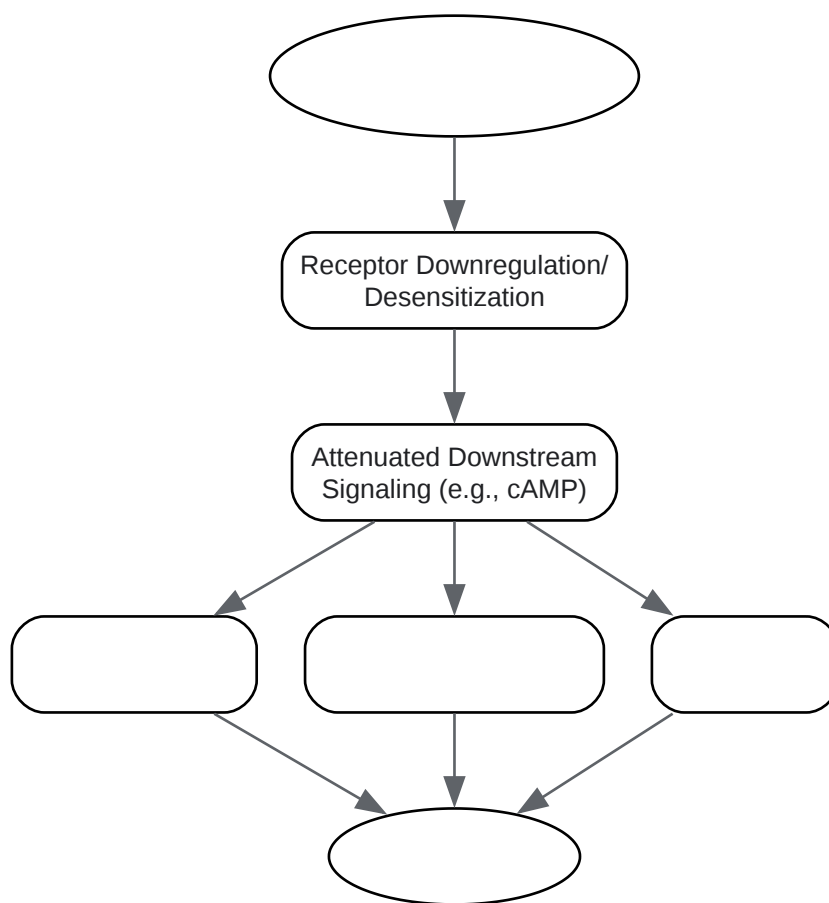 Receptor Downregulation/
Desensitization
Attenuated Downstream
Signaling (e.g., cAMP)